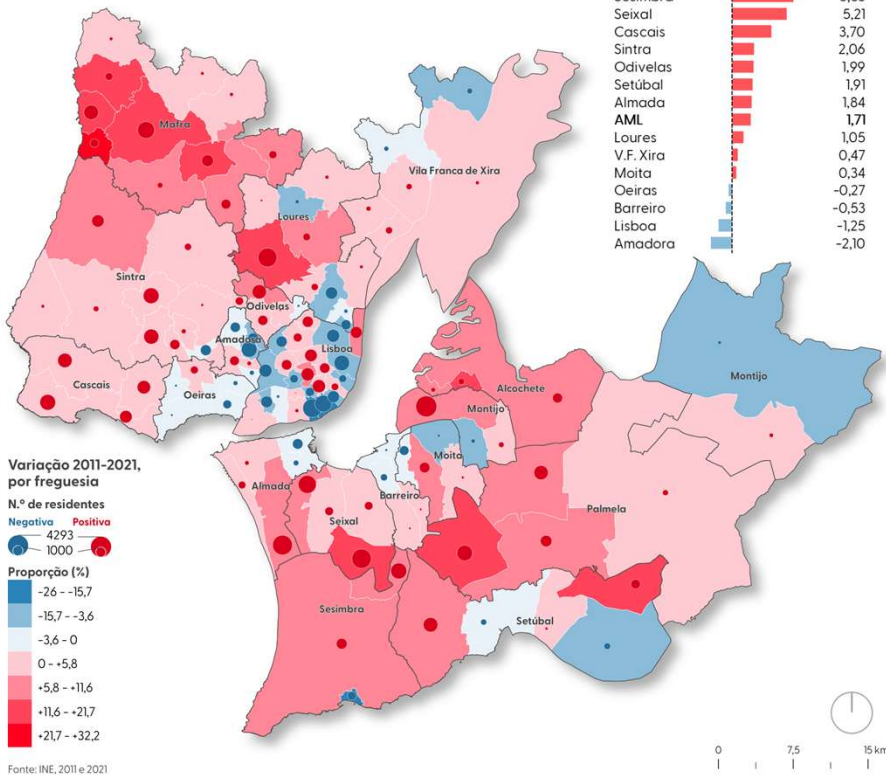 Seixal 5,21
Cascais 3,70
Sintra 2,06
Odivelas 1,99
Setúbal 1,91
Almada 1,84
AML 1,71
Loures 1,05
V.F. Xira 0,47
Moita 0,34
Oeiras -0,27
Barreiro -0,53
Lisboa -1,25
Amadora -2,10
Mafra
Vila Franca de Xira
Loures
Sintra
Odivelas
Amadora
Lisboa
Cascais
Oeiras
Montijo
Alcochete
Montijo
Moita
Almada
Barreiro
Seixal
Palmela
Sesimbra
Setúbal
Variação 2011-2021,
por freguesia
N.º de residentes
Negativa Positiva
4293
1000
Proporção (%)
-26 - -15,7
-15,7 - -3,6
-3,6 - 0
0 - +5,8
+5,8 - +11,6
+11,6 - +21,7
+21,7 - +32,2
0 7,5 15 km
Fonte: INE, 2011 e 2021